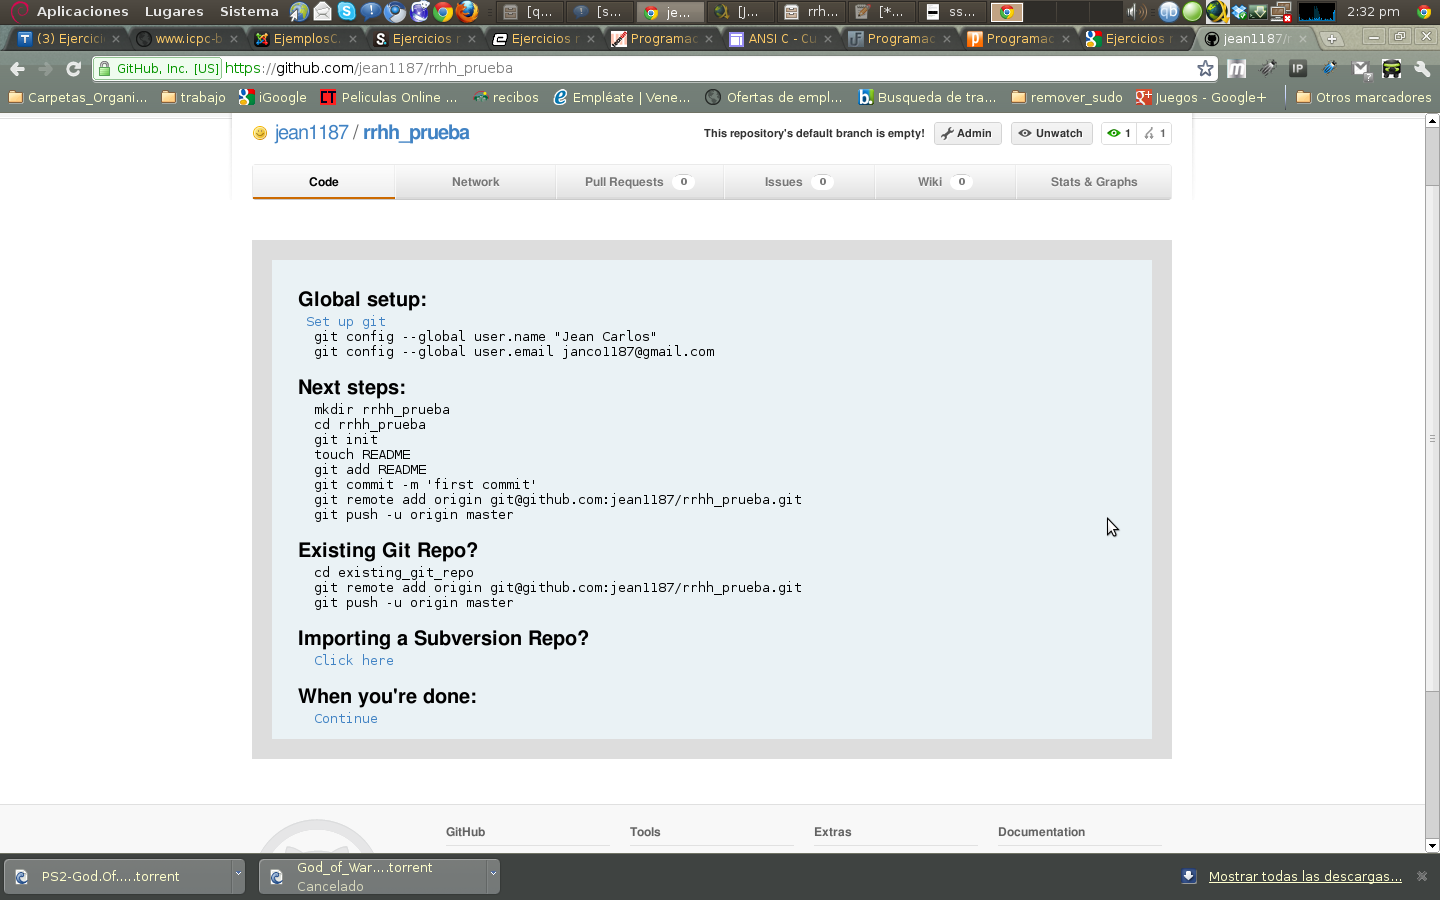 Aplicaciones Lugares Sistema [q... [s... je... [J... rrh... [*... ss... 2:32 pm
(3) Ejercici www.icpc-b EjemplosC. Ejercicios r Ejercicios r Programac ANSI C - Cu Programac Programac Ejercicios r jean1187/r
GitHub, Inc. [US] https://github.com/jean1187/rrhh_prueba
Carpetas_Organi... trabajo iGoogle Peliculas Online ... recibos Empléate | Vene... Ofertas de empl... Busqueda de tra... remover_sudo Juegos - Google+ Otros marcadores
jean1187 / rrhh_prueba This repository's default branch is empty! Admin Unwatch 1 1
Code Network Pull Requests 0 Issues 0 Wiki 0 Stats & Graphs
Global setup:
Set up git
git config --global user.name "Jean Carlos"
git config --global user.email janco1187@gmail.com
Next steps:
mkdir rrhh_prueba
cd rrhh_prueba
git init
touch README
git add README
git commit -m 'first commit'
git remote add origin git@github.com:jean1187/rrhh_prueba.git
git push -u origin master
Existing Git Repo?
cd existing_git_repo
git remote add origin git@github.com:jean1187/rrhh_prueba.git
git push -u origin master
Importing a Subversion Repo?
Click here
When you're done:
Continue
GitHub Tools Extras Documentation
PS2-God.Of.....torrent God_of_War....torrent Mostrar todas las descargas...
Cancelado